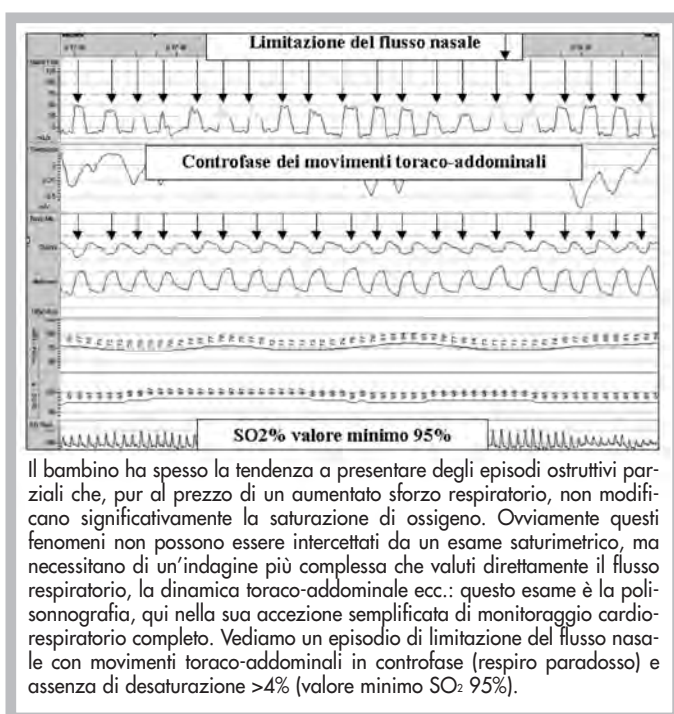 Limitazione del flusso nasale
Controfase dei movimenti toraco-addominali
SO2% valore minimo 95%
Il bambino ha spesso la tendenza a presentare degli episodi ostruttivi par-
ziali che, pur al prezzo di un aumentato sforzo respiratorio, non modifi-
cano significativamente la saturazione di ossigeno. Ovviamente questi
fenomeni non possono essere intercettati da un esame saturimetrico, ma
necessitano di un'indagine più complessa che valuti direttamente il flusso
respiratorio, la dinamica toraco-addominale ecc.: questo esame è la poli-
sonnografia, qui nella sua accezione semplificata di monitoraggio cardio-
respiratorio completo. Vediamo un episodio di limitazione del flusso nasa-
le con movimenti toraco-addominali in controfase (respiro paradosso) e
assenza di desaturazione >4% (valore minimo SO2 95%).